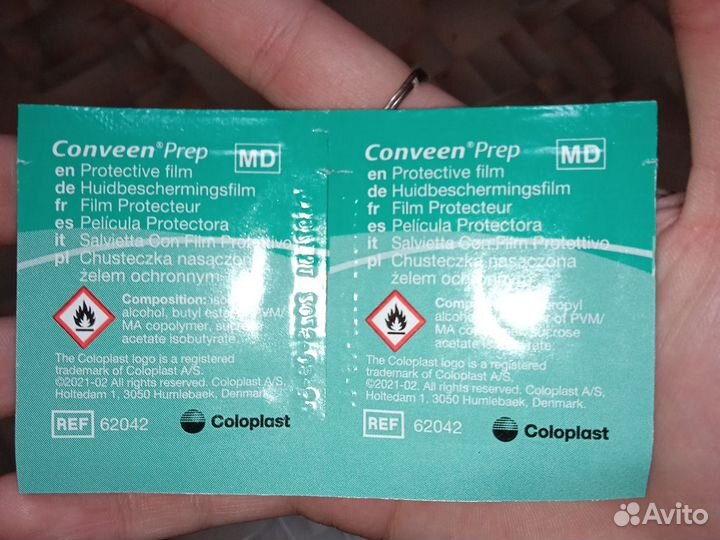 Conveen®Prep MD
en Protective film
de Huidbeschermingsfilm
fr Film Protecteur
es Película Protectora
it Salvietta Con Film Protettivo
pl Chusteczka nasączona
żelem ochronnym
Composition:
alcohol, butyl PVM/
MA copolymer,
acetate isobutyrate.
The Coloplast logo is a registered
trademark of Coloplast A/S.
©2021-02. All rights reserved. Coloplast A/S,
Holtedam 1, 3050 Humlebaek, Denmark.
REF 62042 Coloplast
Conveen®Prep MD
en Protective film
de Huidbeschermingsfilm
fr Film Protecteur
es Película Protectora
it Salvietta Con Film Protettivo
pl Chusteczka nasączona
żelem ochronnym
propyl
of PVM/
MA
The Coloplast logo is a registered
trademark of Coloplast A/S.
©2021-02. All rights reserved. Coloplast A/S,
Holtedam 1, 3050 Humlebaek, Denmark.
REF 62042 Coloplast
Avito